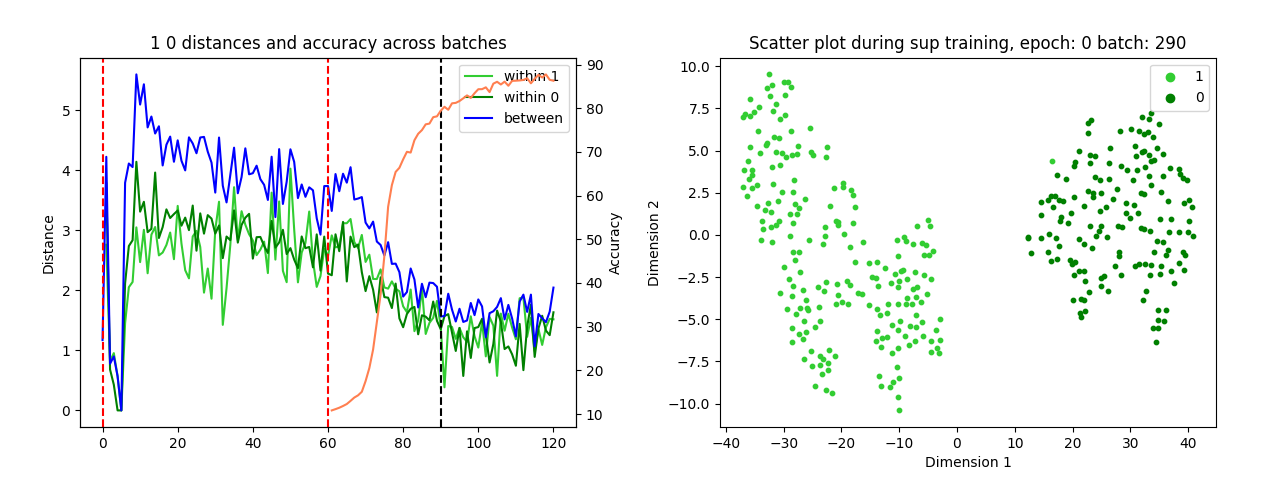 1 0 distances and accuracy across batches
Distance
5
4
3
2
1
0
0 20 40 60 80 100 120
90
80
70
60
50
40
30
20
10
Accuracy
within 1
within 0
between
Scatter plot during sup training, epoch: 0 batch: 290
Dimension 2
10.0
7.5
5.0
2.5
0.0
−2.5
−5.0
−7.5
−10.0
−40 −30 −20 −10 0 10 20 30 40
Dimension 1
1
0